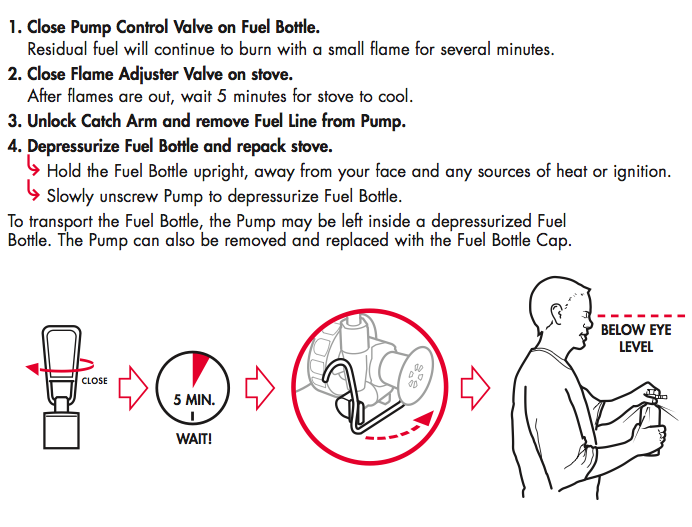 1. Close Pump Control Valve on Fuel Bottle.
Residual fuel will continue to burn with a small flame for several minutes.
2. Close Flame Adjuster Valve on stove.
After flames are out, wait 5 minutes for stove to cool.
3. Unlock Catch Arm and remove Fuel Line from Pump.
4. Depressurize Fuel Bottle and repack stove.
Hold the Fuel Bottle upright, away from your face and any sources of heat or ignition.
Slowly unscrew Pump to depressurize Fuel Bottle.
To transport the Fuel Bottle, the Pump may be left inside a depressurized Fuel
Bottle. The Pump can also be removed and replaced with the Fuel Bottle Cap.
CLOSE
5 MIN.
WAIT!
BELOW EYE
LEVEL